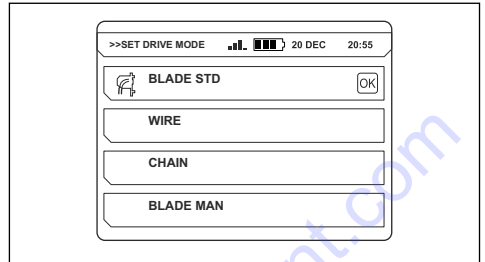 >>SET DRIVE MODE 20 DEC 20:55
BLADE STD OK
WIRE
CHAIN
BLADE MAN